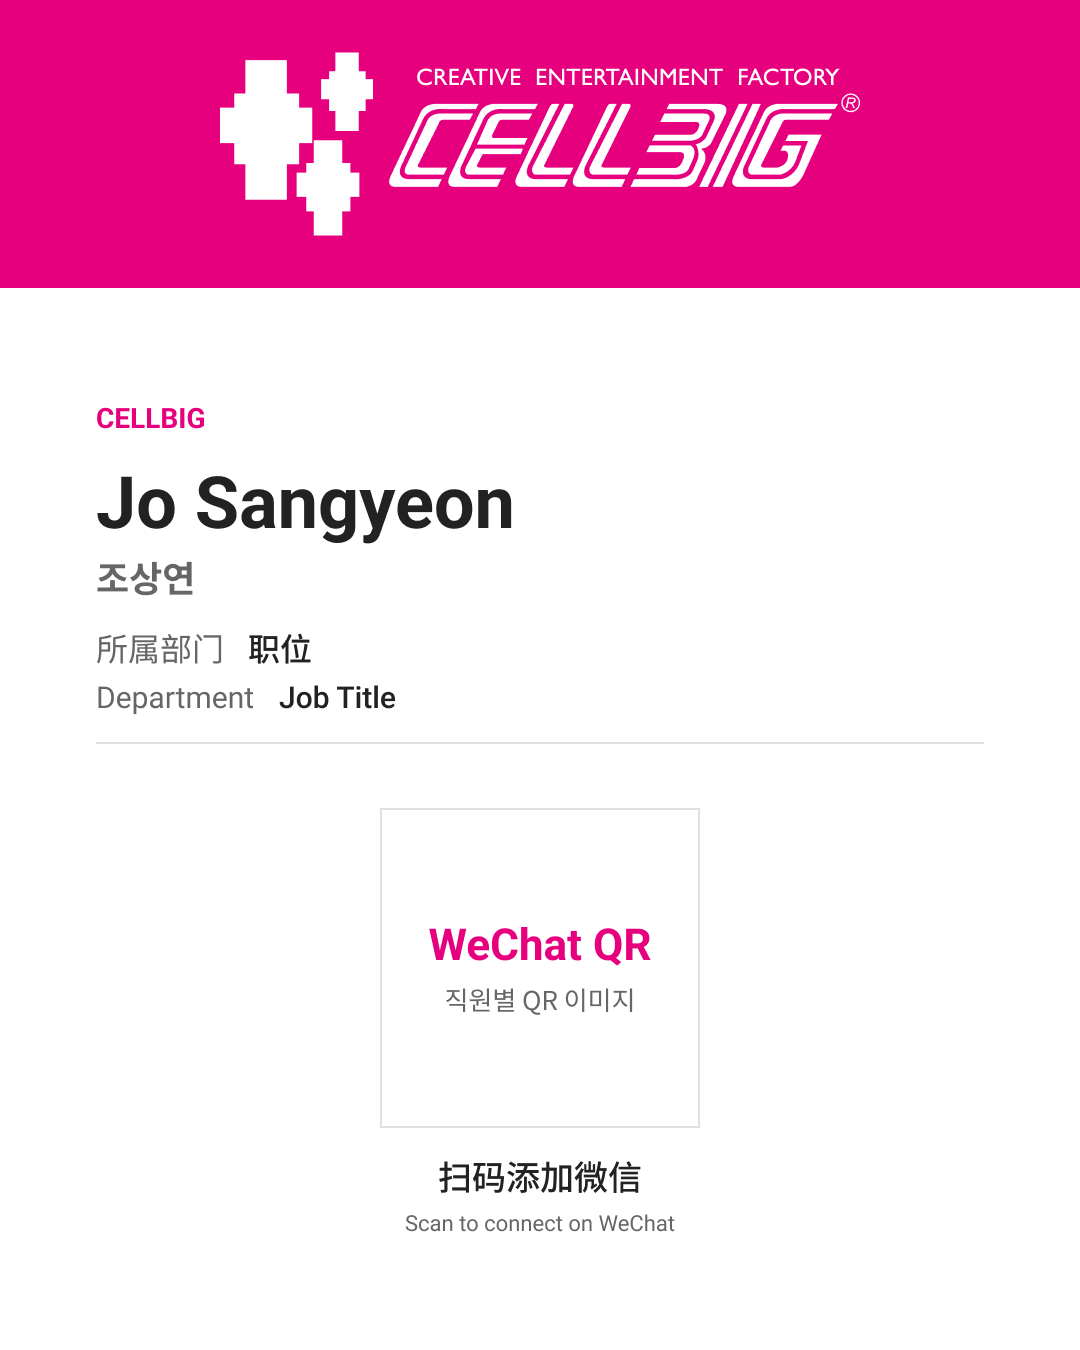 CREATIVE ENTERTAINMENT FACTORY
CELLBIG®
CELLBIG
Jo Sangyeon
조상연
所属部门 职位
Department Job Title
WeChat QR
직원별 QR 이미지
扫码添加微信
Scan to connect on WeChat